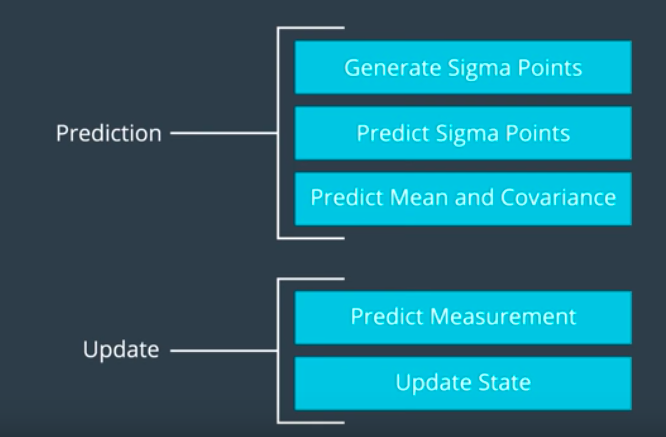 Prediction
Generate Sigma Points
Predict Sigma Points
Predict Mean and Covariance
Update
Predict Measurement
Update State